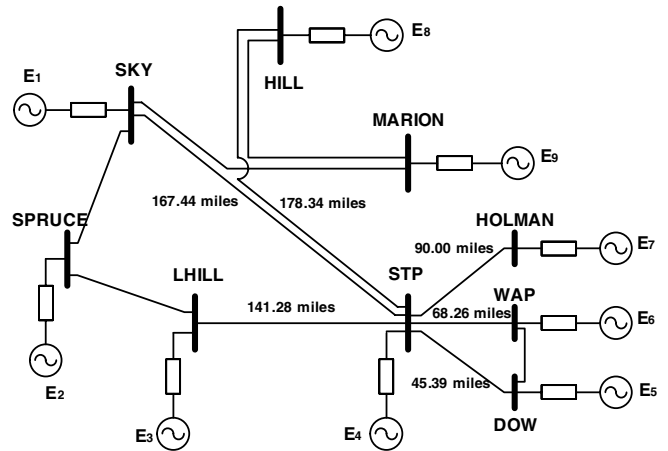 E8
HILL
E1
SKY
MARION
E9
167.44 miles
178.34 miles
SPRUCE
HOLMAN
90.00 miles
E7
LHILL
STP
WAP
141.28 miles
68.26 miles
E6
E2
45.39 miles
E5
DOW
E3
E4